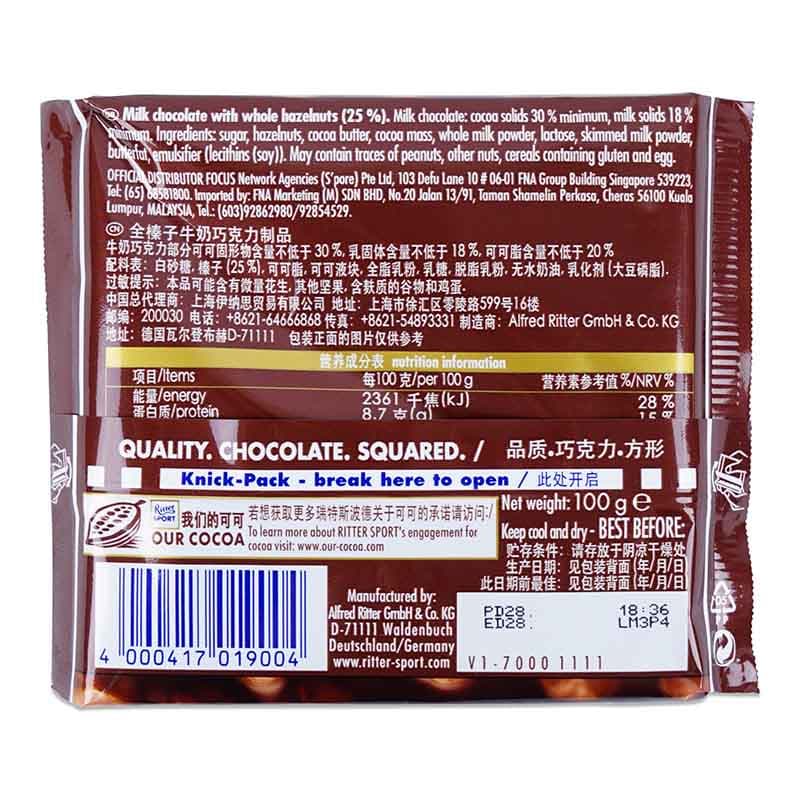 Milk chocolate with whole hazelnuts (25 %). Milk chocolate: cocoa solids 30 % minimum, milk solids 18 %
minimum. Ingredients: sugar, hazelnuts, cocoa butter, cocoa mass, whole milk powder, lactose, skimmed milk powder,
butterfat, emulsifier (lecithins (soy)). May contain traces of peanuts, other nuts, cereals containing gluten and egg.
OFFICIAL DISTRIBUTOR FOCUS Network Agencies (S'pore) Pte Ltd, 103 Defu Lane 10 # 06-01 FNA Group Building Singapore 539223,
Tel: (65) 68581800. Imported by: FNA Marketing (M) SDN BHD, No.20 Jalan 13/91, Taman Shamelin Perkasa, Cheras 56100 Kuala
Lumpur, MALAYSIA, Tel.: (603)92862980/92854529.
CN 全榛子牛奶巧克力制品
牛奶巧克力部分可可固形物含量不低于 30 %, 乳固体含量不低于 18 %, 可可脂含量不低于 20 %
配料表: 白砂糖, 榛子 (25 %), 可可脂, 可可液块, 全脂乳粉, 乳糖, 脱脂乳粉, 无水奶油, 乳化剂 (大豆磷脂).
过敏提示: 本品可能含有微量花生, 其他坚果, 含麸质的谷物和鸡蛋.
中国总代理商: 上海伊纳思贸易有限公司 地址: 上海市徐汇区零陵路599号16楼
邮编: 200030 电话: +8621-64666868 传真: +8621-54893331 制造商: Alfred Ritter GmbH & Co. KG
地址: 德国瓦尔登布赫D-71111 包装正面的图片仅供参考
营养成分表 nutrition information
项目/Items 每100 克/per 100 g 营养素参考值 %/NRV %
能量/energy 2361 千焦(kJ) 28 %
蛋白质/protein 8.7 克(g) 15 %
QUALITY. CHOCOLATE. SQUARED. / 品质.巧克力.方形
Knick-Pack - break here to open / 此处开启
Ritter SPORT 我们的可可 若想获取更多瑞特斯波德关于可可的承诺请访问:/
OUR COCOA To learn more about RITTER SPORT's engagement for
cocoa visit: www.our-cocoa.com
Net weight: 100 g e
Keep cool and dry - BEST BEFORE:
贮存条件: 请存放于阴凉干燥处
生产日期: 见包装背面 (年/月/日)
此日期前最佳: 见包装背面 (年/月/日)
Manufactured by:
Alfred Ritter GmbH & Co. KG
D-71111 Waldenbuch
Deutschland/Germany
www.ritter-sport.com
PD28. 18:36
ED28: LM3P4
V1-7000 1111
4 000417 019004
05